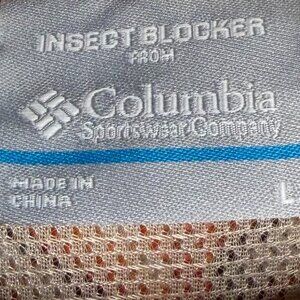 INSECT BLOCKER
FROM
Columbia
Sportswear Company
MADE IN
CHINA
L